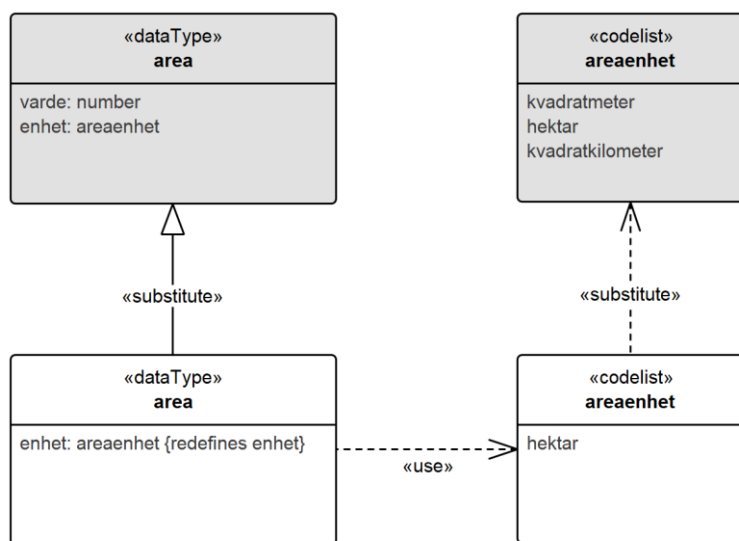 «dataType»
area
varde: number
enhet: areaenhet
«codelist»
areaenhet
kvadratmeter
hektar
kvadratkilometer
«substitute»
«substitute»
«dataType»
area
enhet: areaenhet {redefines enhet}
«use»
«codelist»
areaenhet
hektar